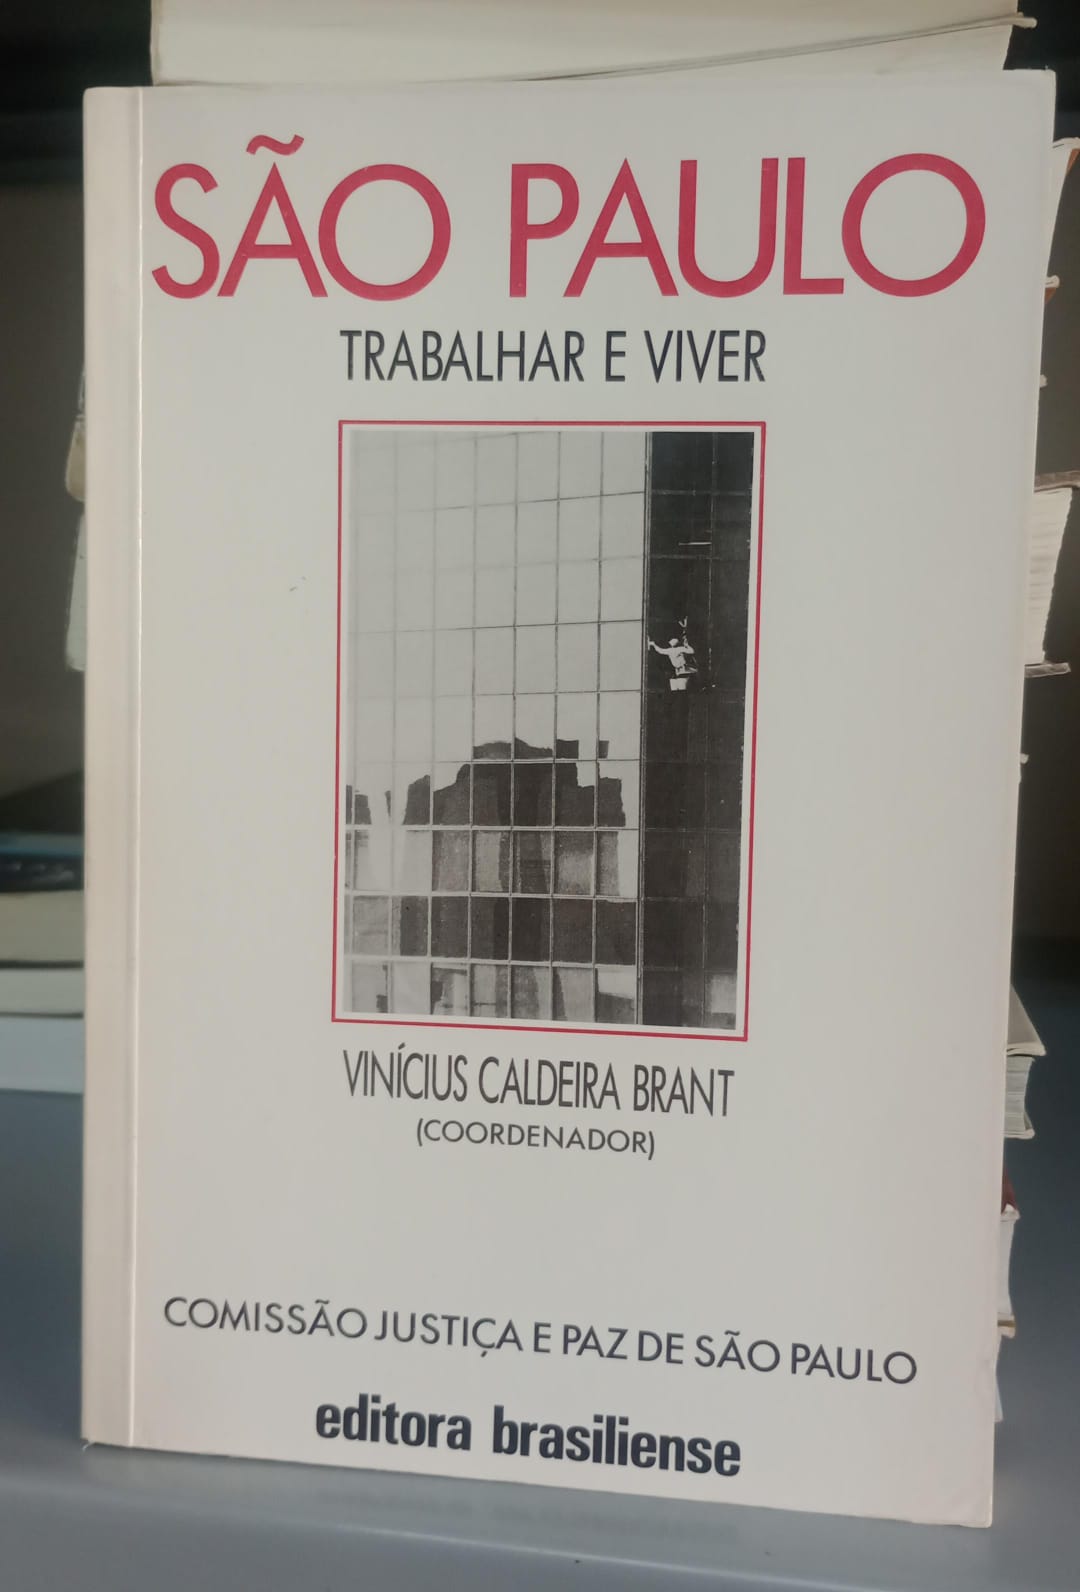 SÃO PAULO
TRABALHAR E VIVER
VINÍCIUS CALDEIRA BRANT
(COORDENADOR)
COMISSÃO JUSTIÇA E PAZ DE SÃO PAULO
editora brasiliense